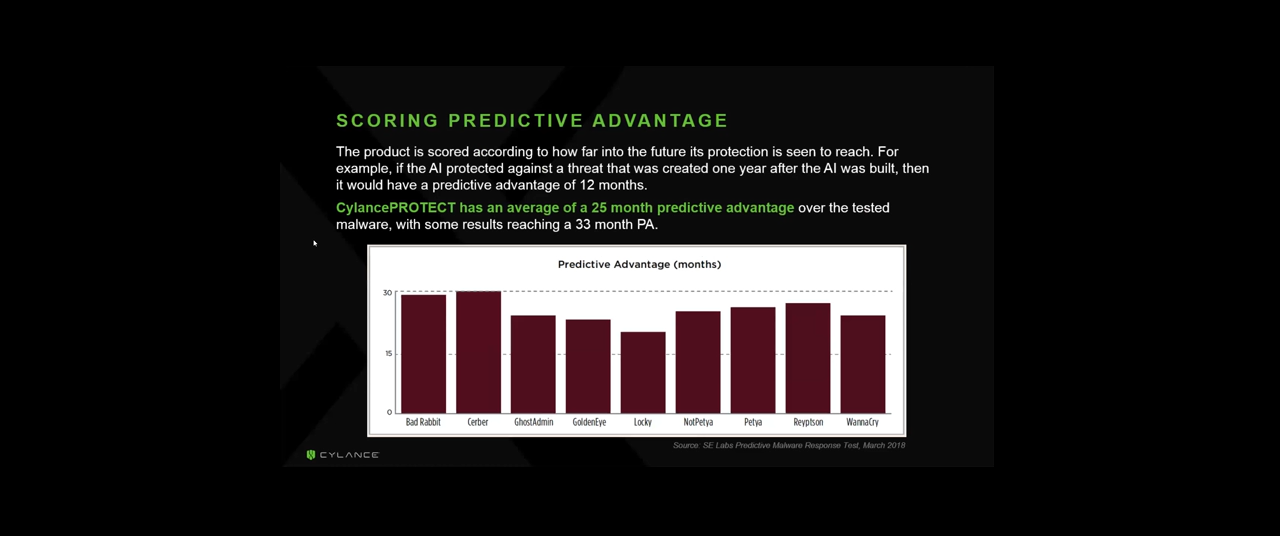 SCORING PREDICTIVE ADVANTAGE
The product is scored according to how far into the future its protection is seen to reach. For
example, if the AI protected against a threat that was created one year after the AI was built, then
it would have a predictive advantage of 12 months.
CylancePROTECT has an average of a 25 month predictive advantage over the tested
malware, with some results reaching a 33 month PA.
Predictive Advantage (months)
30
15
0
Bad Rabbit Cerber GhostAdmin GoldenEye Locky NotPetya Petya Reyptson WannaCry
Source: SE Labs Predictive Malware Response Test, March 2018
CYLANCE